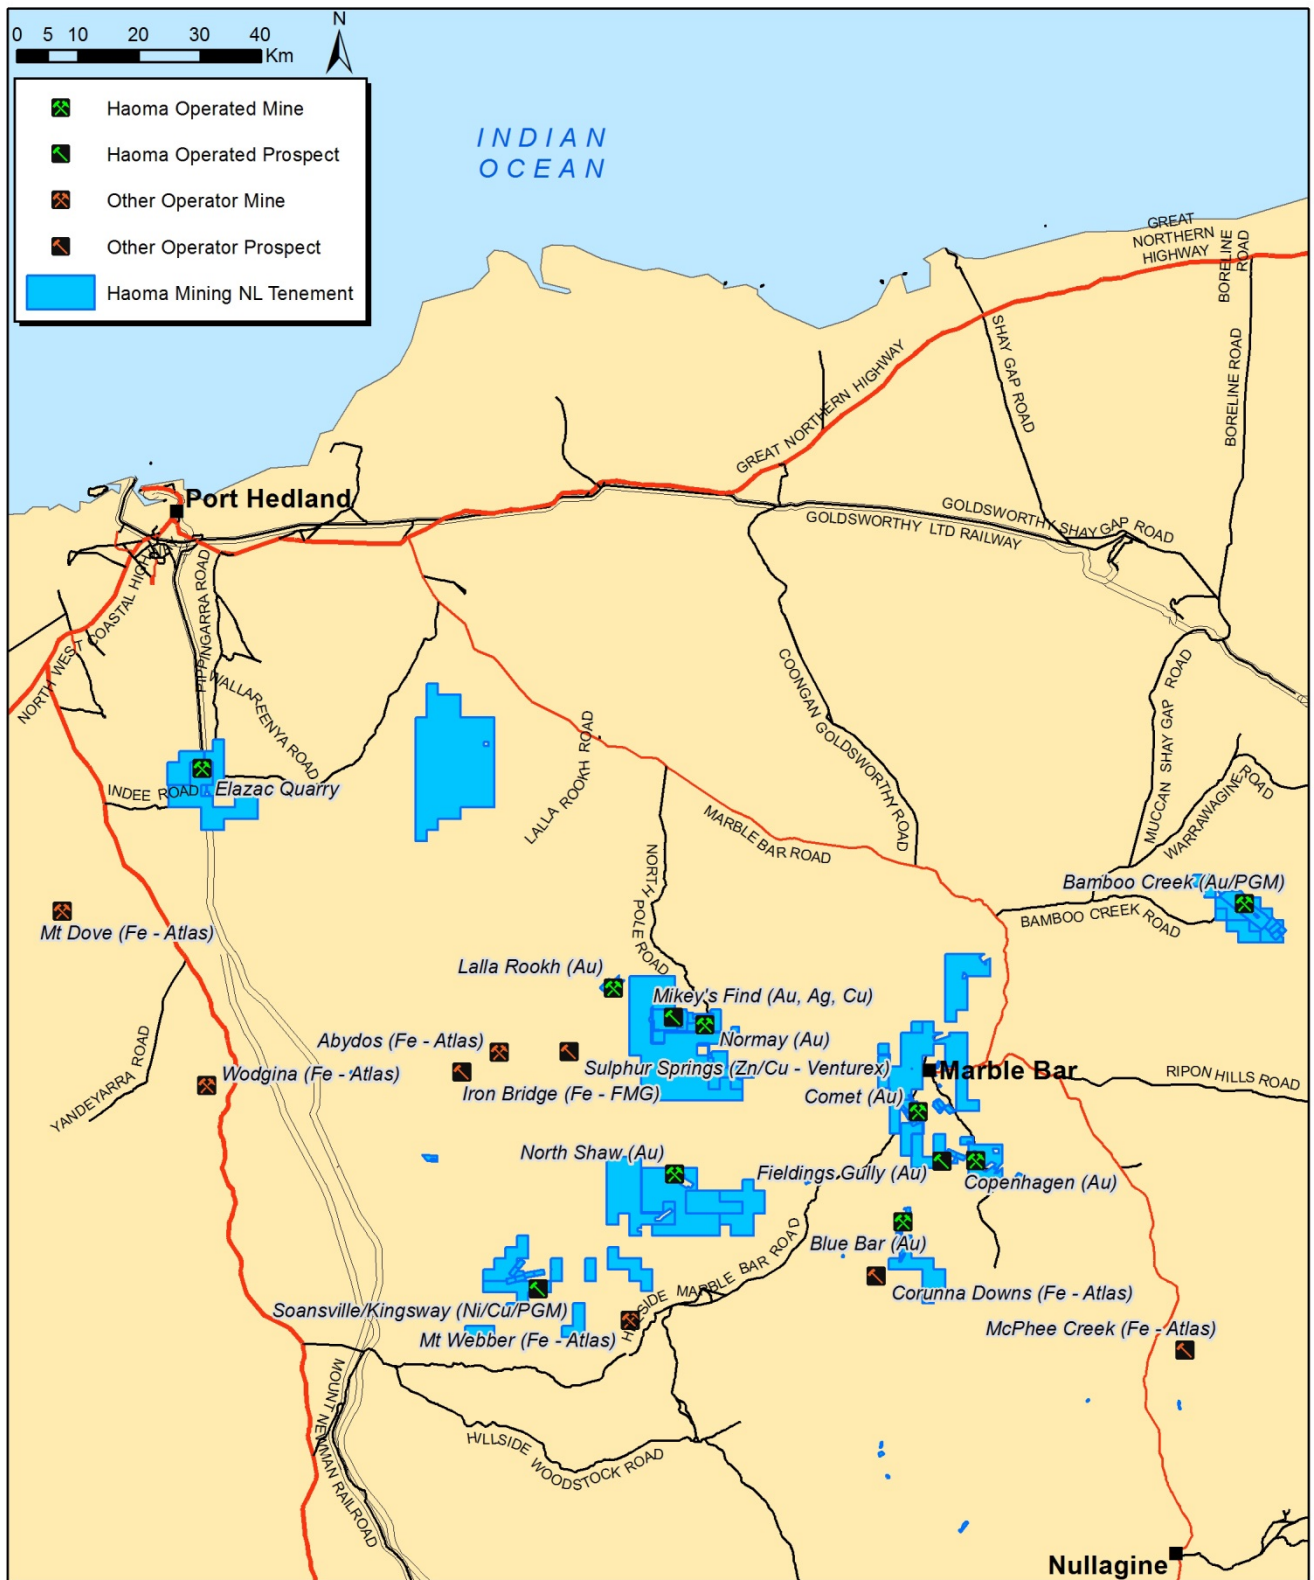 0 5 10 20 30 40
Km
N
Haoma Operated Mine
Haoma Operated Prospect
Other Operator Mine
Other Operator Prospect
Haoma Mining NL Tenement
INDIAN
OCEAN
GREAT
NORTHERN
HIGHWAY
BORELINE
ROAD
SHAY GAP ROAD
BORELINE ROAD
GREAT NORTHERN HIGHWAY
Port Hedland
GOLDSWORTHY SHAY GAP ROAD
GOLDSWORTHY LTD RAILWAY
NORTH WEST COASTAL HIGHWAY
PIPPINGARRA ROAD
WALLAREENYA ROAD
COONGAN GOLDSWORTHY ROAD
MUCCAN SHAY GAP ROAD
LALLA ROOKH ROAD
WARRAWAGINE ROAD
INDEE ROAD
Elazac Quarry
MARBLE BAR ROAD
NORTH POLE ROAD
Bamboo Creek (Au/PGM)
BAMBOO CREEK ROAD
Mt Dove (Fe - Atlas)
Lalla Rookh (Au)
Mikey's Find (Au, Ag, Cu)
Normay (Au)
Abydos (Fe - Atlas)
Sulphur Springs (Zn/Cu - Venturex)
Marble Bar
Wodgina (Fe - Atlas)
YANDEYARRA ROAD
Iron Bridge (Fe - FMG)
RIPON HILLS ROAD
Comet (Au)
North Shaw (Au)
Fieldings Gully (Au)
Copenhagen (Au)
Blue Bar (Au)
HILLSIDE MARBLE BAR ROAD
Corunna Downs (Fe - Atlas)
Soansville/Kingsway (Ni/Cu/PGM)
McPhee Creek (Fe - Atlas)
Mt Webber (Fe - Atlas)
MOUNT NEWMAN RAILROAD
HILLSIDE WOODSTOCK ROAD
Nullagine